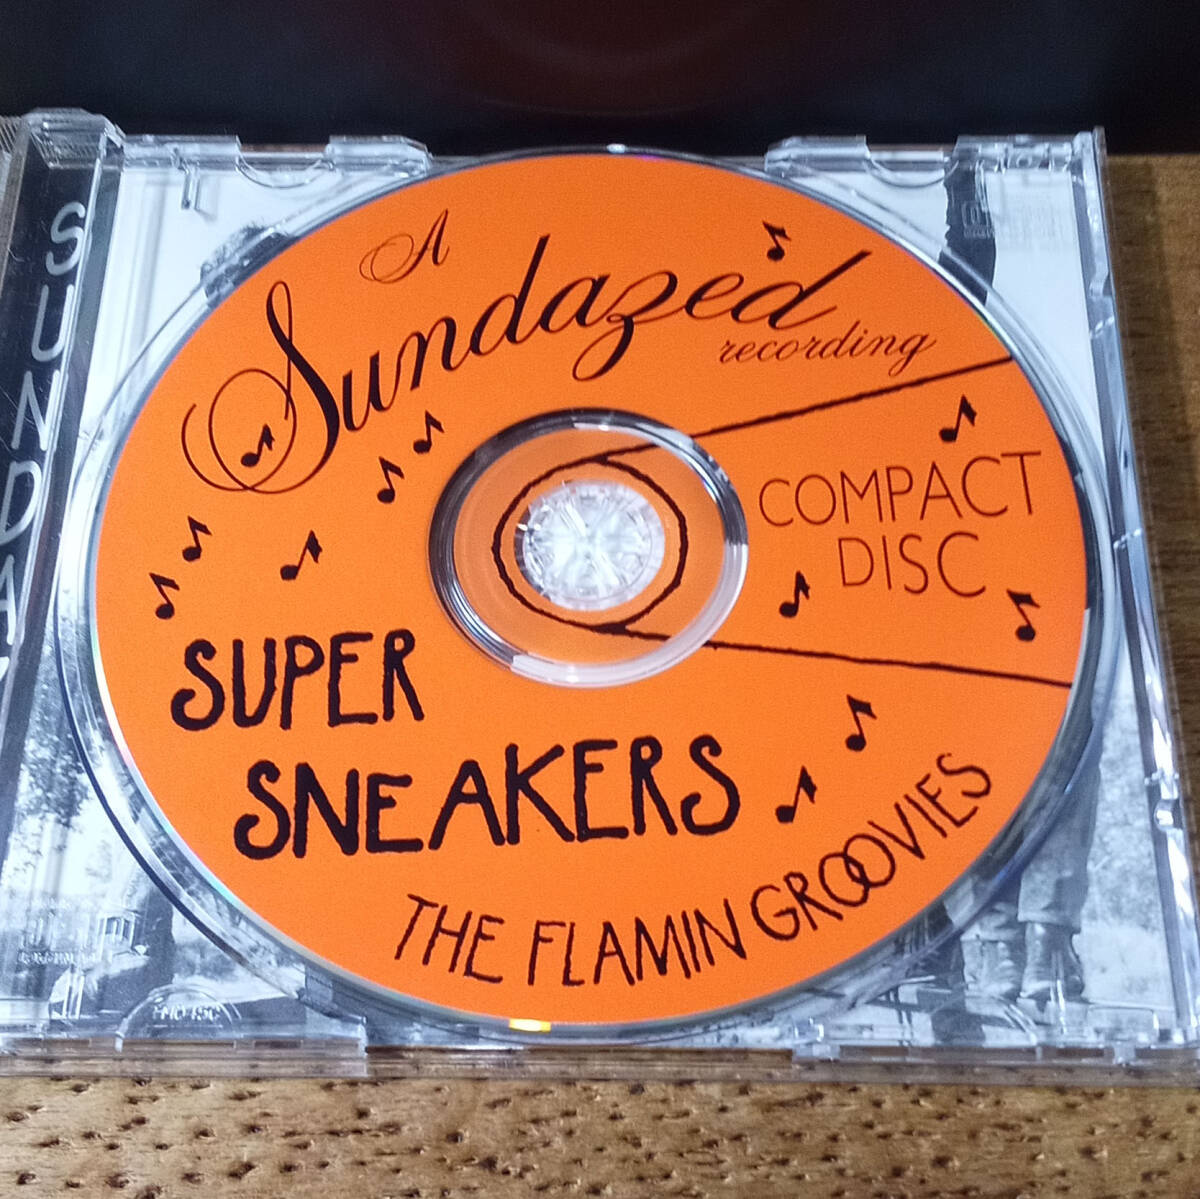 A
Sundazed
recording
COMPACT
DISC
SUPER
SNEAKERS
THE FLAMIN GROOVIES
SUNDA